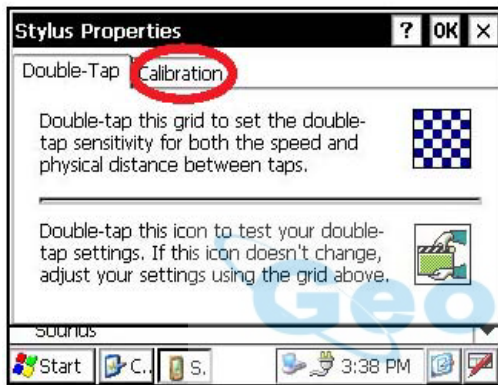 Stylus Properties ? OK ×
Double-Tap Calibration
Double-tap this grid to set the double-
tap sensitivity for both the speed and
physical distance between taps.
Double-tap this icon to test your double-
tap settings. If this icon doesn't change,
adjust your settings using the grid above.
Geo
Sounds
Start C.. S. 3:38 PM